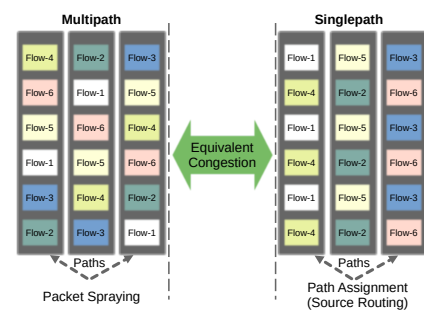 Multipath
Singlepath
Flow-4 Flow-2 Flow-3
Flow-6 Flow-1 Flow-5
Flow-5 Flow-6 Flow-4
Flow-1 Flow-5 Flow-6
Flow-3 Flow-4 Flow-2
Flow-2 Flow-3 Flow-1
Paths
Packet Spraying
Equivalent
Congestion
Flow-1 Flow-5 Flow-3
Flow-4 Flow-2 Flow-6
Flow-1 Flow-5 Flow-3
Flow-4 Flow-2 Flow-6
Flow-1 Flow-5 Flow-3
Flow-4 Flow-2 Flow-6
Paths
Path Assignment
(Source Routing)